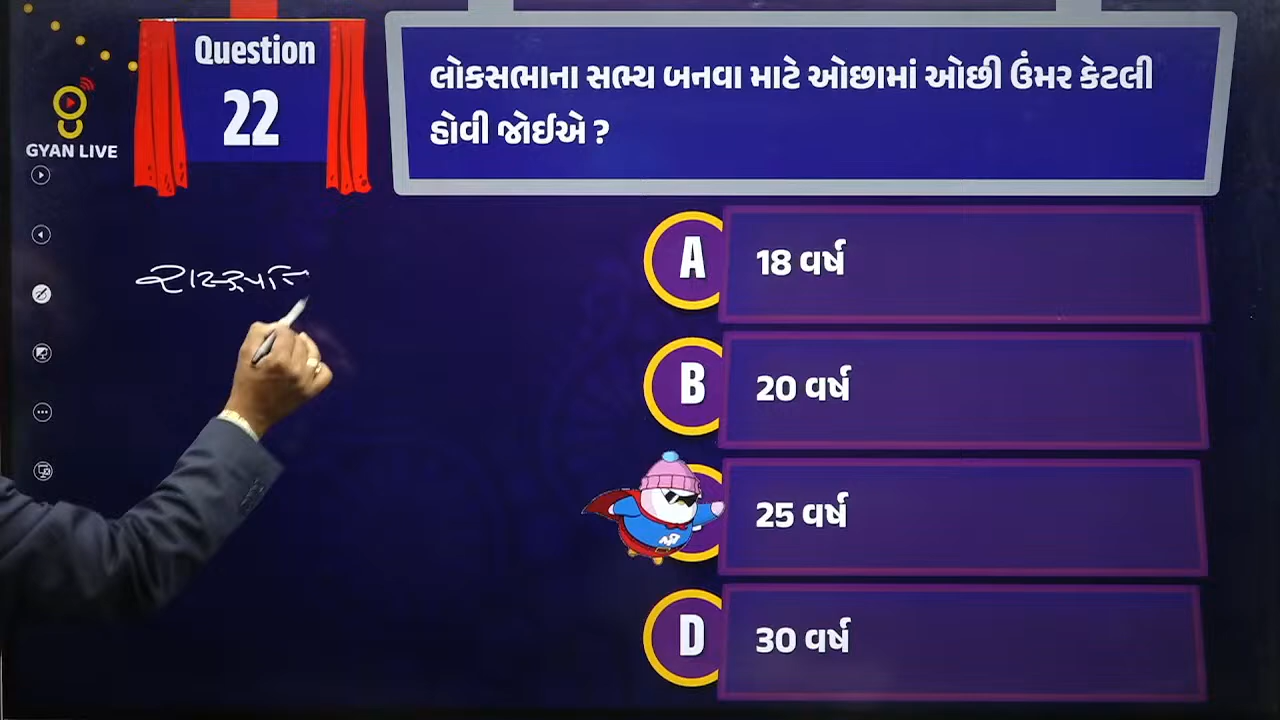 Question
22
GYAN LIVE
લોકસભાના સભ્ય બનવા માટે ઓછામાં ઓછી ઉંમર કેટલી
હોવી જોઈએ ?
રાષ્ટ્રપતિ
A
18 વર્ષ
B
20 વર્ષ
25 વર્ષ
D
30 વર્ષ